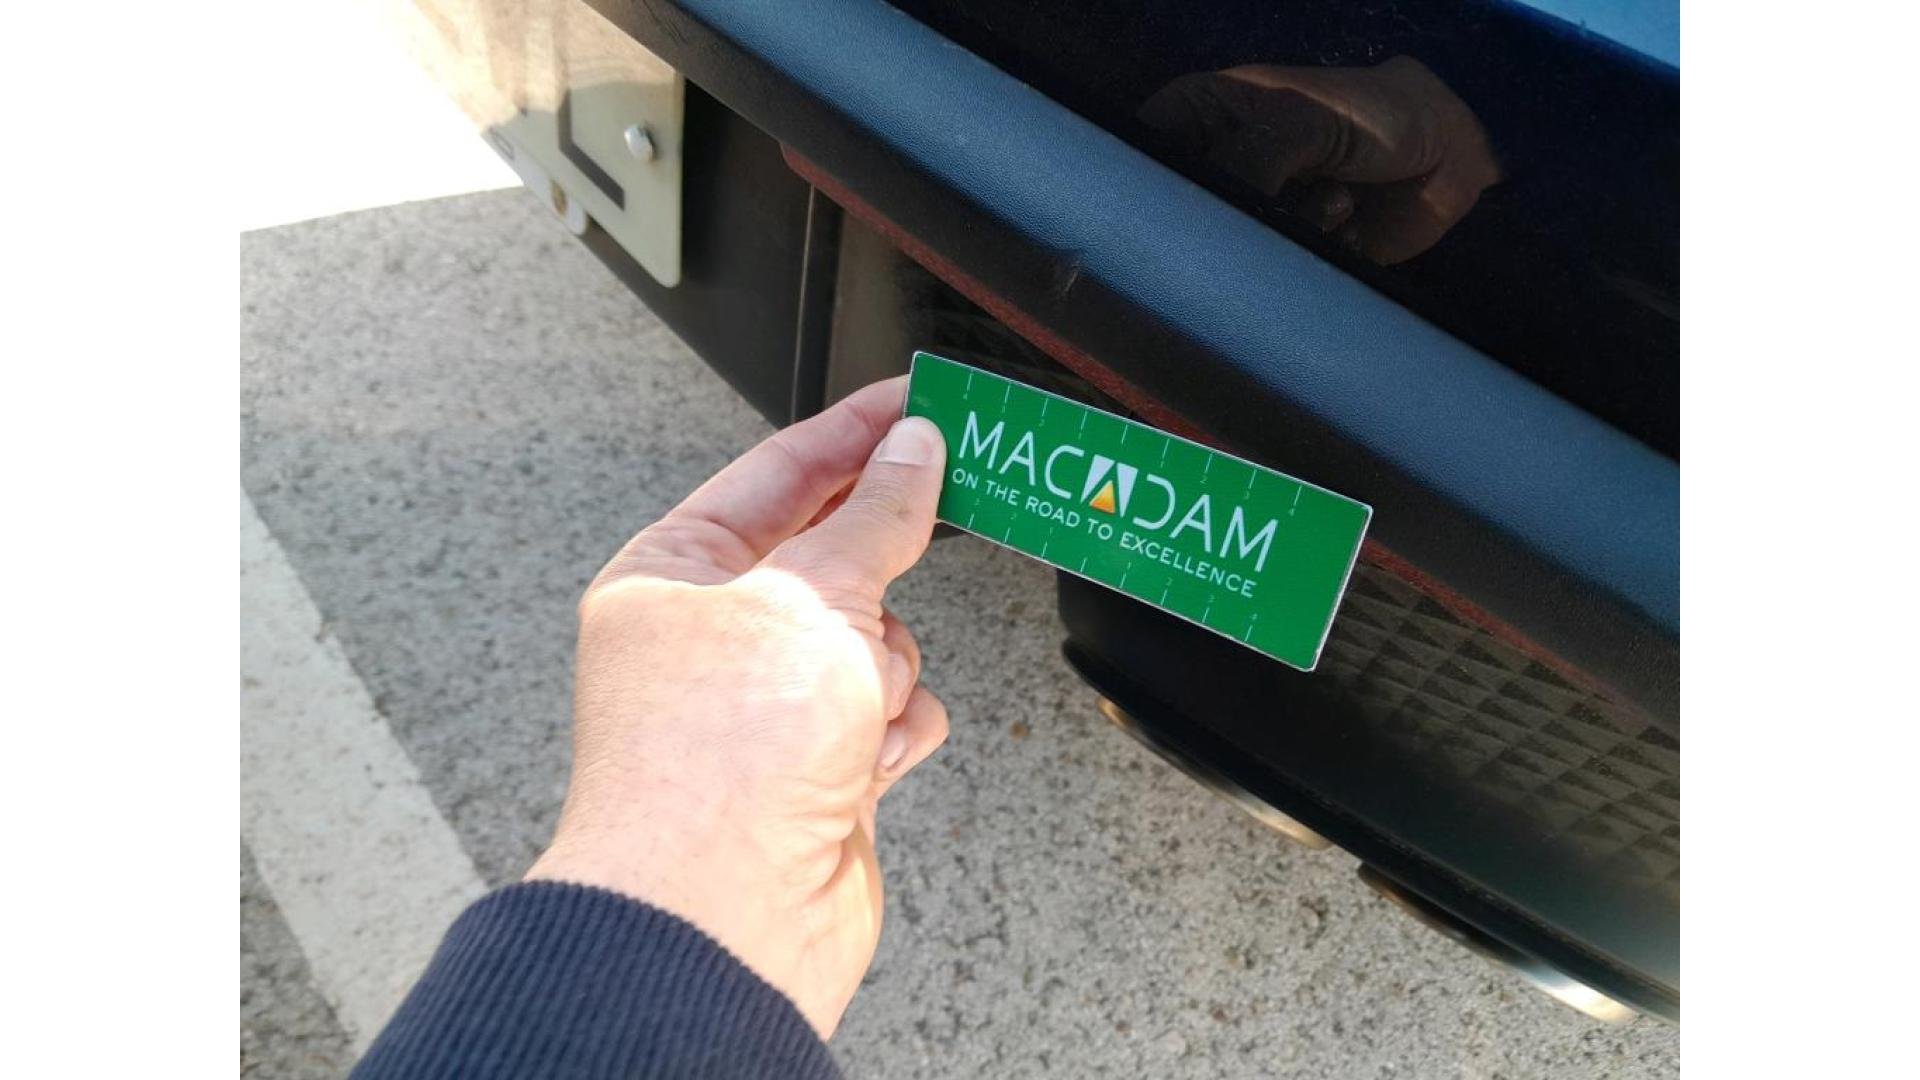 MACADAM
ON THE ROAD TO EXCELLENCE